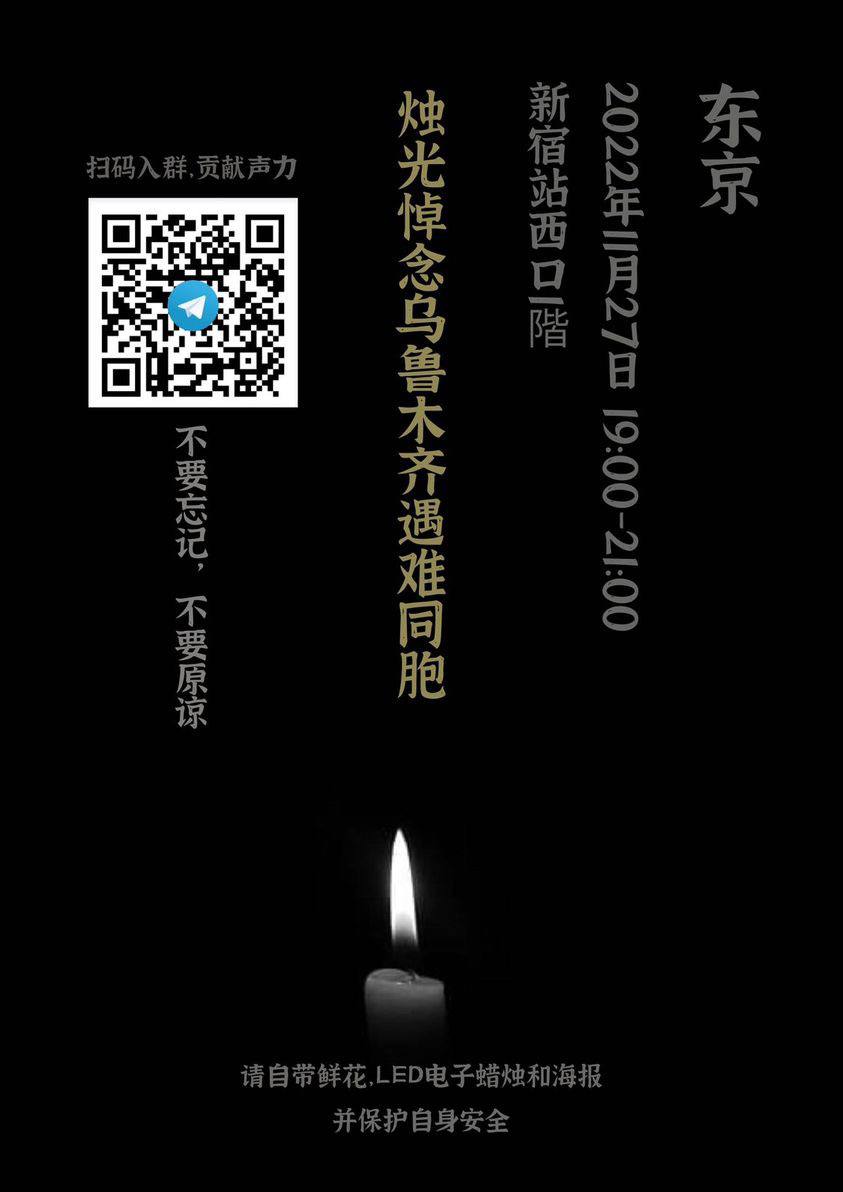 东京
2022年11月27日 19:00-21:00
新宿站西口1階
烛光悼念乌鲁木齐遇难同胞
扫码入群,贡献声力
不要忘记，不要原谅
请自带鲜花,LED电子蜡烛和海报
并保护自身安全